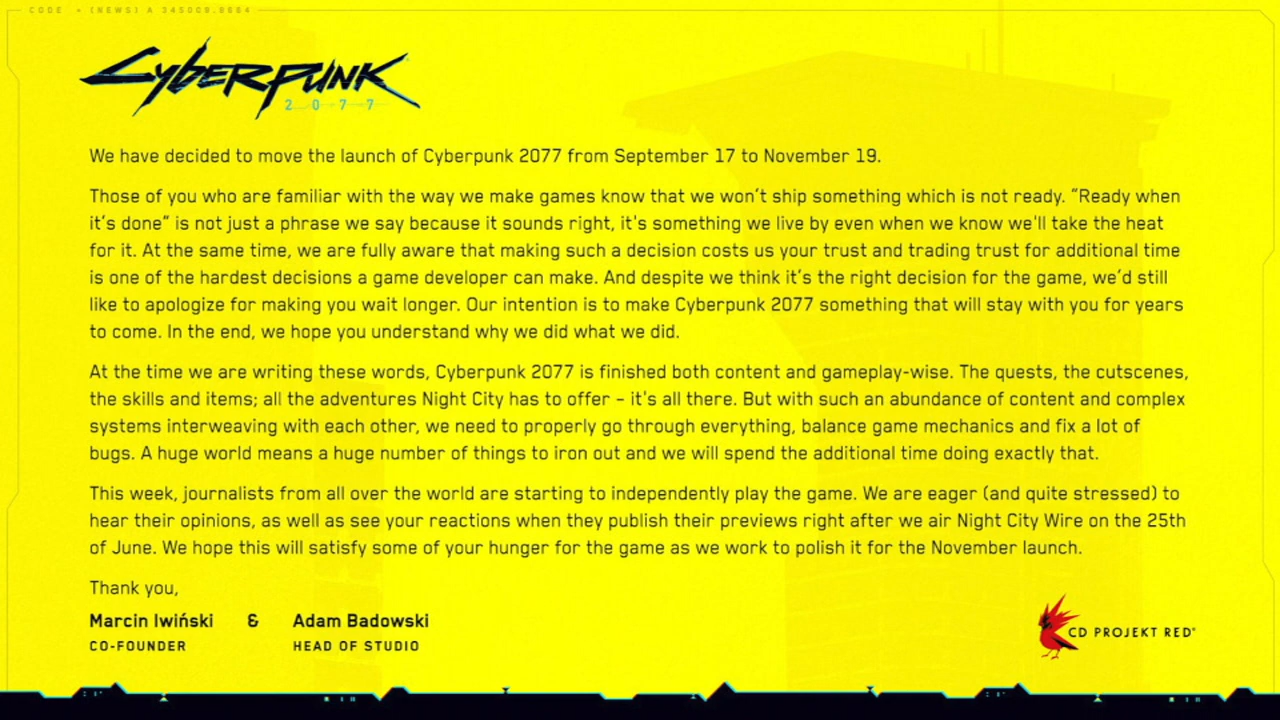 CODE + [NEWS] A 345009.8664
Cyberpunk
2077
We have decided to move the launch of Cyberpunk 2077 from September 17 to November 19.
Those of you who are familiar with the way we make games know that we won’t ship something which is not ready. “Ready when
it’s done” is not just a phrase we say because it sounds right, it's something we live by even when we know we'll take the heat
for it. At the same time, we are fully aware that making such a decision costs us your trust and trading trust for additional time
is one of the hardest decisions a game developer can make. And despite we think it’s the right decision for the game, we’d still
like to apologize for making you wait longer. Our intention is to make Cyberpunk 2077 something that will stay with you for years
to come. In the end, we hope you understand why we did what we did.
At the time we are writing these words, Cyberpunk 2077 is finished both content and gameplay-wise. The quests, the cutscenes,
the skills and items; all the adventures Night City has to offer – it's all there. But with such an abundance of content and complex
systems interweaving with each other, we need to properly go through everything, balance game mechanics and fix a lot of
bugs. A huge world means a huge number of things to iron out and we will spend the additional time doing exactly that.
This week, journalists from all over the world are starting to independently play the game. We are eager (and quite stressed) to
hear their opinions, as well as see your reactions when they publish their previews right after we air Night City Wire on the 25th
of June. We hope this will satisfy some of your hunger for the game as we work to polish it for the November launch.
Thank you,
Marcin Iwiński & Adam Badowski
CO-FOUNDER HEAD OF STUDIO
CD PROJEKT RED®